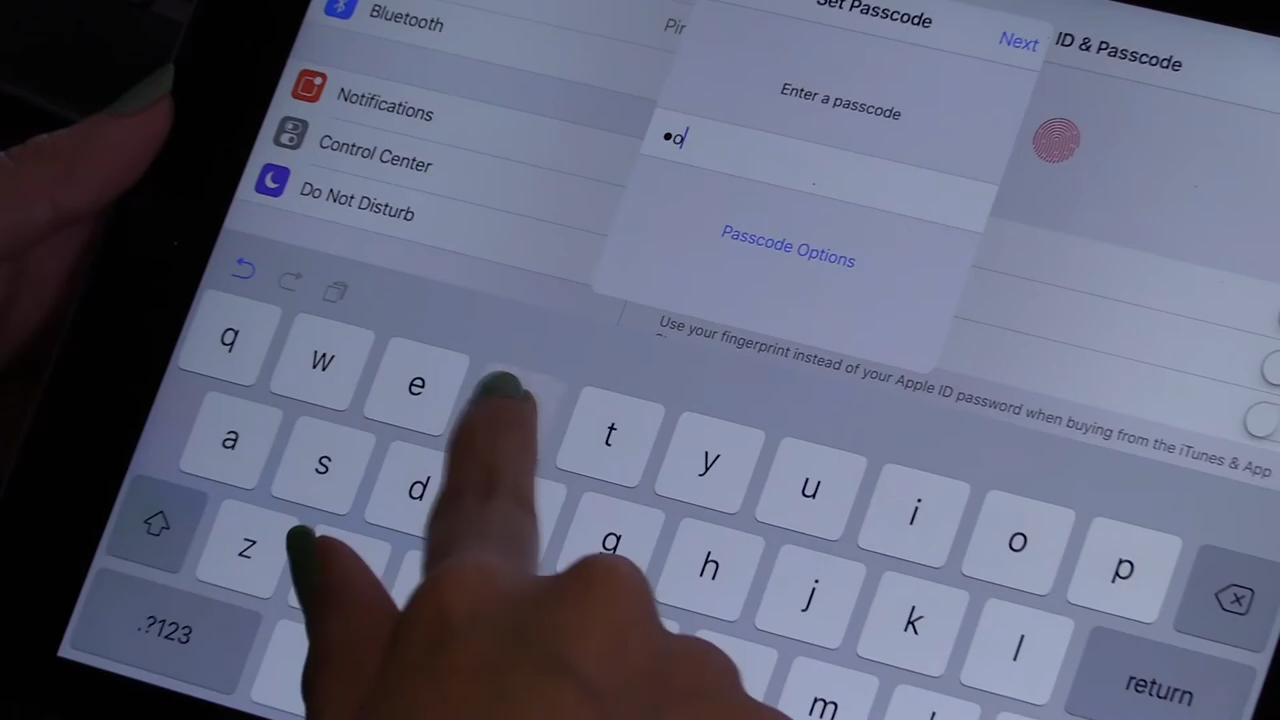 Bluetooth
Notifications
Control Center
Do Not Disturb
Set Passcode
Next
Enter a passcode
●o
Passcode Options
ID & Passcode
Use your fingerprint instead of your Apple ID password when buying from the iTunes & App
q w e t y u i o p
a s d g h j k l
z m
.?123
return